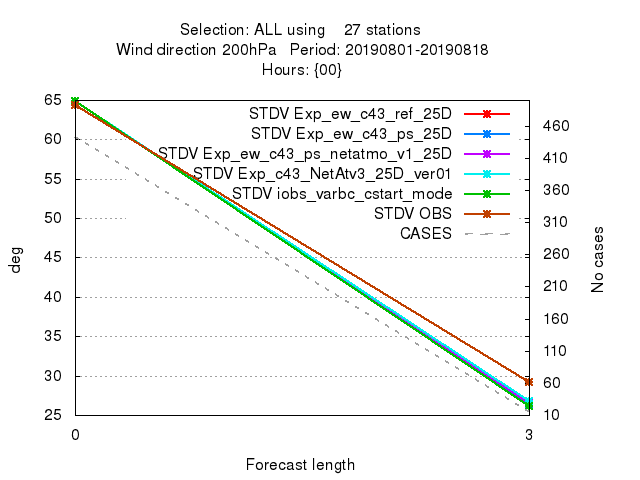 Selection: ALL using    27 stations
Wind direction 200hPa   Period: 20190801-20190818
Hours: {00}
STDV Exp_ew_c43_ref_25D
STDV Exp_ew_c43_ps_25D
STDV Exp_ew_c43_ps_netatmo_v1_25D
STDV Exp_c43_NetAtv3_25D_ver01
STDV iobs_varbc_cstart_mode
STDV OBS
CASES
65
60
55
50
45
40
35
30
25
deg
460
410
360
310
260
210
160
110
60
10
No cases
0
3
Forecast length